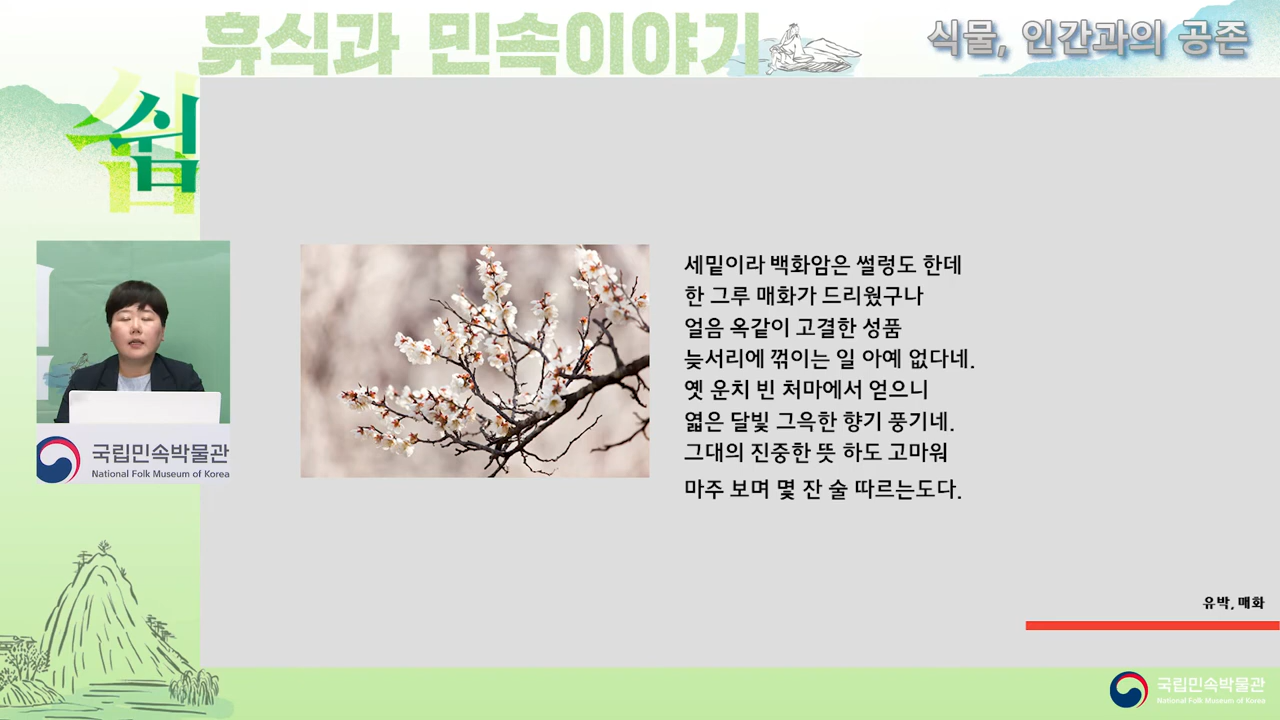 휴식과 민속이야기
식물, 인간과의 공존
쉼
세밑이라 백화암은 썰렁도 한데
한 그루 매화가 드리웠구나
얼음 옥같이 고결한 성품
늦서리에 꺾이는 일 아예 없다네.
옛 운치 빈 처마에서 얻으니
엷은 달빛 그윽한 향기 풍기네.
그대의 진중한 뜻 하도 고마워
마주 보며 몇 잔 술 따르는도다.
국립민속박물관
National Folk Museum of Korea
유박, 매화
국립민속박물관
National Folk Museum of Korea